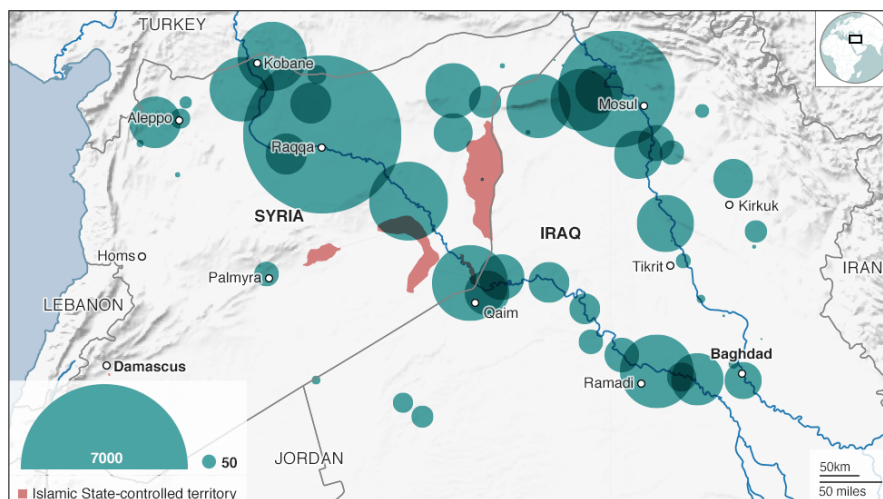 TURKEY
Kobane
Aleppo
Mosul
Raqqa
SYRIA
Kirkuk
IRAQ
Homs
Tikrit
IRAN
Palmyra
LEBANON
Qaim
Damascus
Baghdad
Ramadi
7000
50
JORDAN
50km
50 miles
Islamic State-controlled territory